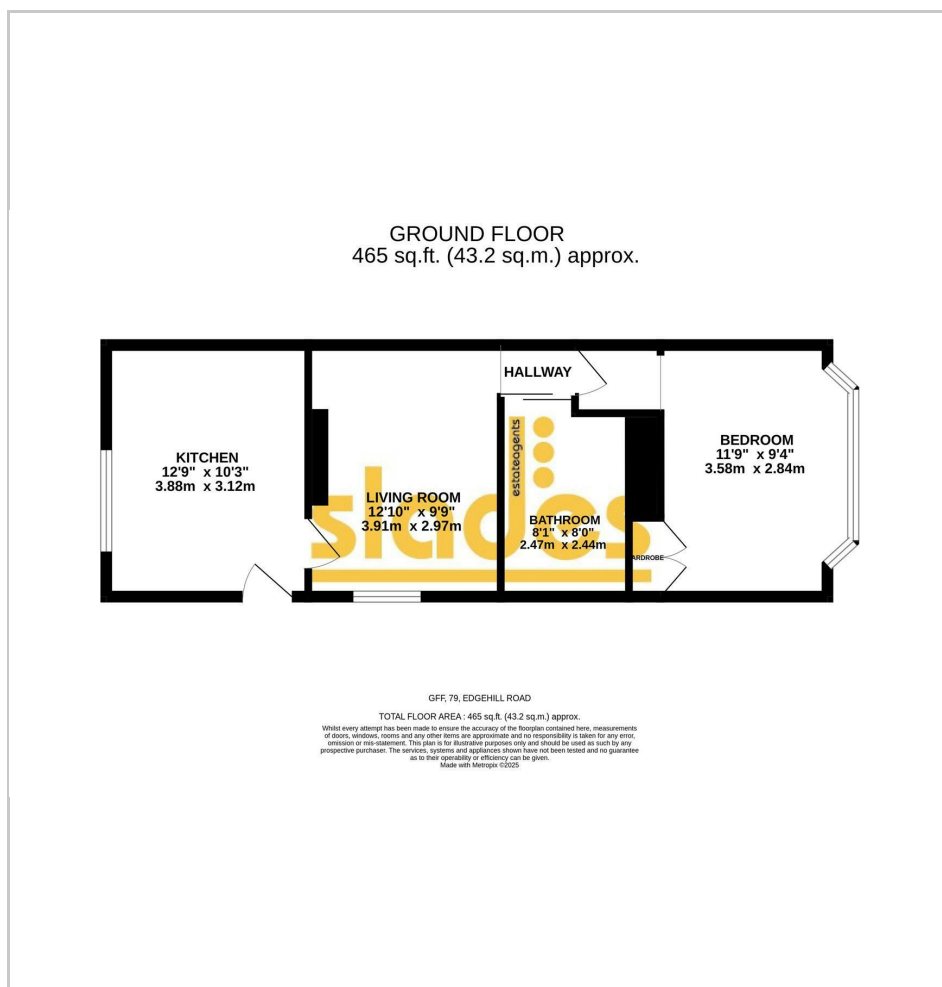 GROUND FLOOR
465 sq.ft. (43.2 sq.m.) approx.
HALLWAY
KITCHEN
12'9" x 10'3"
3.88m x 3.12m
LIVING ROOM
12'10" x 9'9"
3.91m x 2.97m
estateagents
slades
BATHROOM
8'1" x 8'0"
2.47m x 2.44m
BEDROOM
11'9" x 9'4"
3.58m x 2.84m
ARDROBE
GFF, 79, EDGEHILL ROAD
TOTAL FLOOR AREA : 465 sq.ft. (43.2 sq.m.) approx.
Whilst every attempt has been made to ensure the accuracy of the floorplan contained here, measurements
of doors, windows, rooms and any other items are approximate and no responsibility is taken for any error,
omission or mis-statement. This plan is for illustrative purposes only and should be used as such by any
prospective purchaser. The services, systems and appliances shown have not been tested and no guarantee
as to their operability or efficiency can be given.
Made with Metropix ©2025